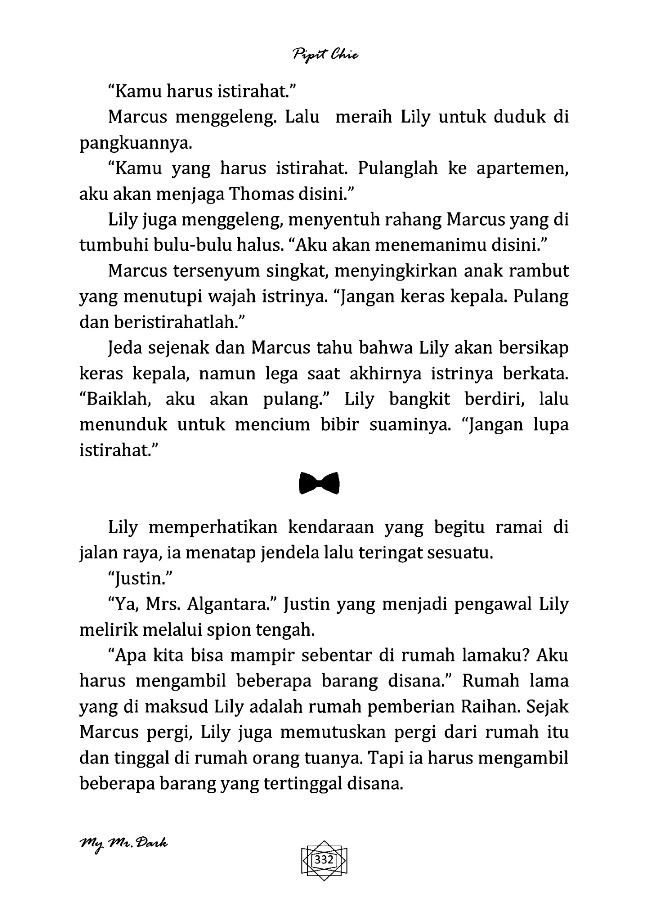 Pipit Chie
“Kamu harus istirahat.”
Marcus menggeleng. Lalu meraih Lily untuk duduk di
pangkuannya.
“Kamu yang harus istirahat. Pulanglah ke apartemen,
aku akan menjaga Thomas disini.”
Lily juga menggeleng, menyentuh rahang Marcus yang di
tumbuhi bulu-bulu halus. “Aku akan menemanimu disini.”
Marcus tersenyum singkat, menyingkirkan anak rambut
yang menutupi wajah istrinya. “Jangan keras kepala. Pulang
dan beristirahatlah.”
Jeda sejenak dan Marcus tahu bahwa Lily akan bersikap
keras kepala, namun lega saat akhirnya istrinya berkata.
“Baiklah, aku akan pulang.” Lily bangkit berdiri, lalu
menunduk untuk mencium bibir suaminya. “Jangan lupa
istirahat.”
Lily memperhatikan kendaraan yang begitu ramai di
jalan raya, ia menatap jendela lalu teringat sesuatu.
“Justin.”
“Ya, Mrs. Algantara.” Justin yang menjadi pengawal Lily
melirik melalui spion tengah.
“Apa kita bisa mampir sebentar di rumah lamaku? Aku
harus mengambil beberapa barang disana.” Rumah lama
yang di maksud Lily adalah rumah pemberian Raihan. Sejak
Marcus pergi, Lily juga memutuskan pergi dari rumah itu
dan tinggal di rumah orang tuanya. Tapi ia harus mengambil
beberapa barang yang tertinggal disana.
My Mr. Dark
332